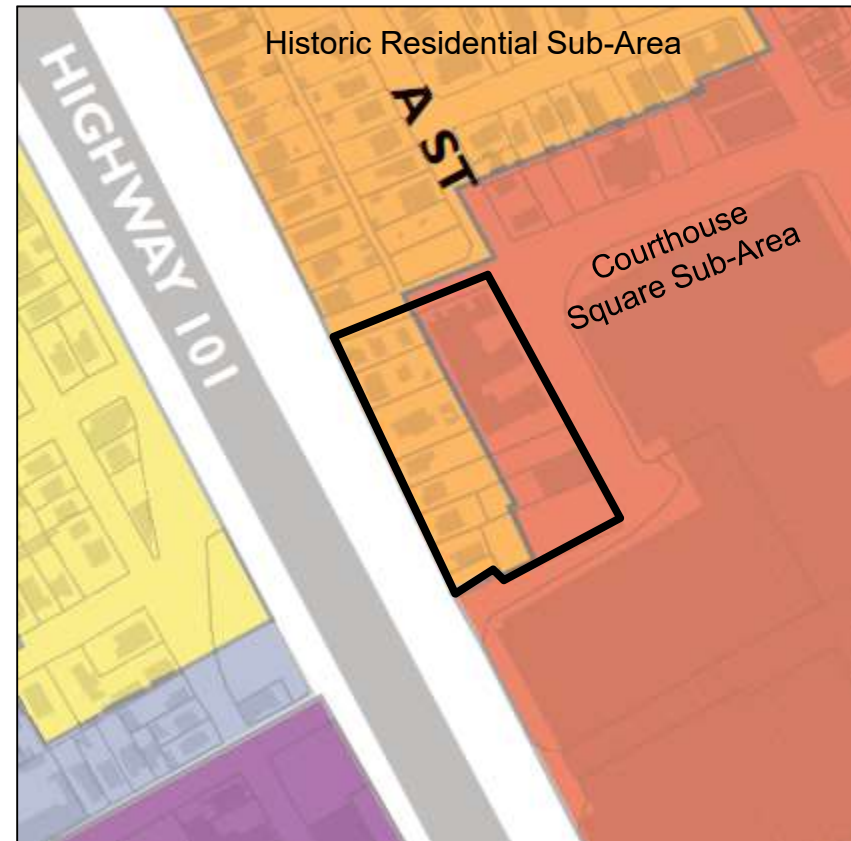 Historic Residential Sub-Area
HIGHWAY 101
A ST
Courthouse
Square Sub-Area